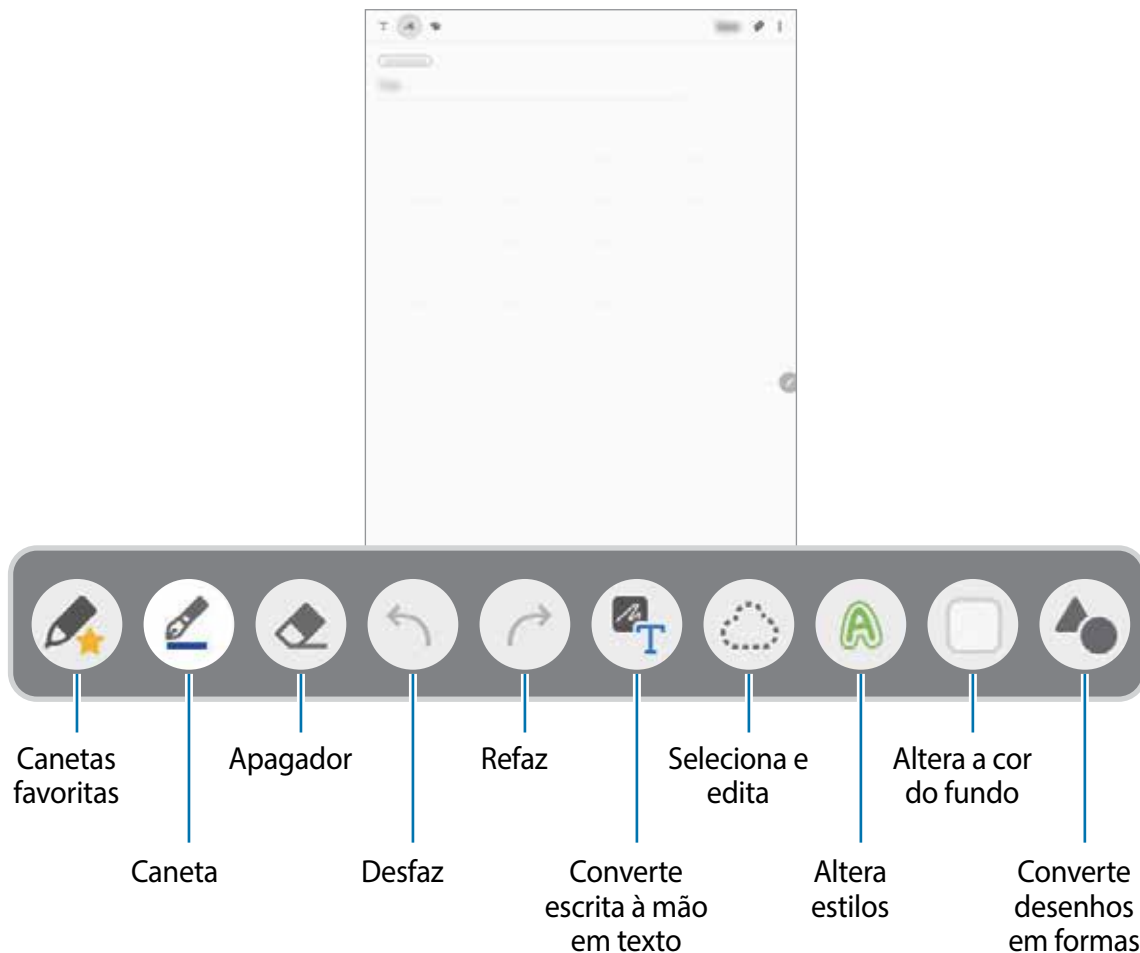 T
Canetas
favoritas
Caneta
Apagador
Desfaz
Refaz
Converte
escrita à mão
em texto
Seleciona e
edita
Altera
estilos
Altera a cor
do fundo
Converte
desenhos
em formas